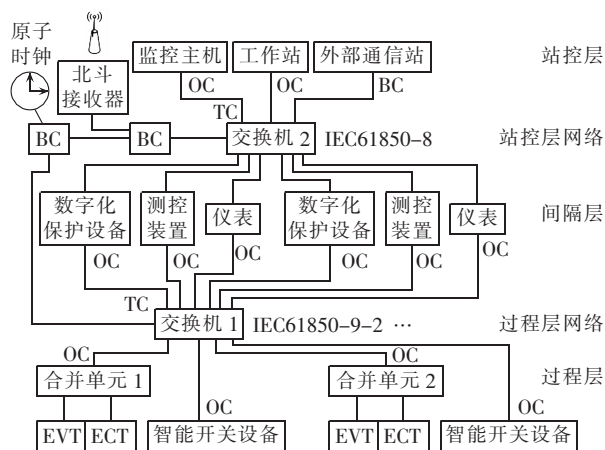 原子
时钟
北斗
接收器
监控主机
工作站
外部通信站
站控层
OC
OC
BC
TC
BC
BC
交换机 2
IEC61850-8
站控层网络
数字化
保护设备
测控
装置
仪表
数字化
保护设备
测控
装置
仪表
间隔层
OC
OC
OC
OC
OC
OC
TC
交换机 1
IEC61850-9-2 …
过程层网络
OC
OC
合并单元 1
合并单元 2
过程层
OC
OC
EVT
ECT
智能开关设备
EVT
ECT
智能开关设备